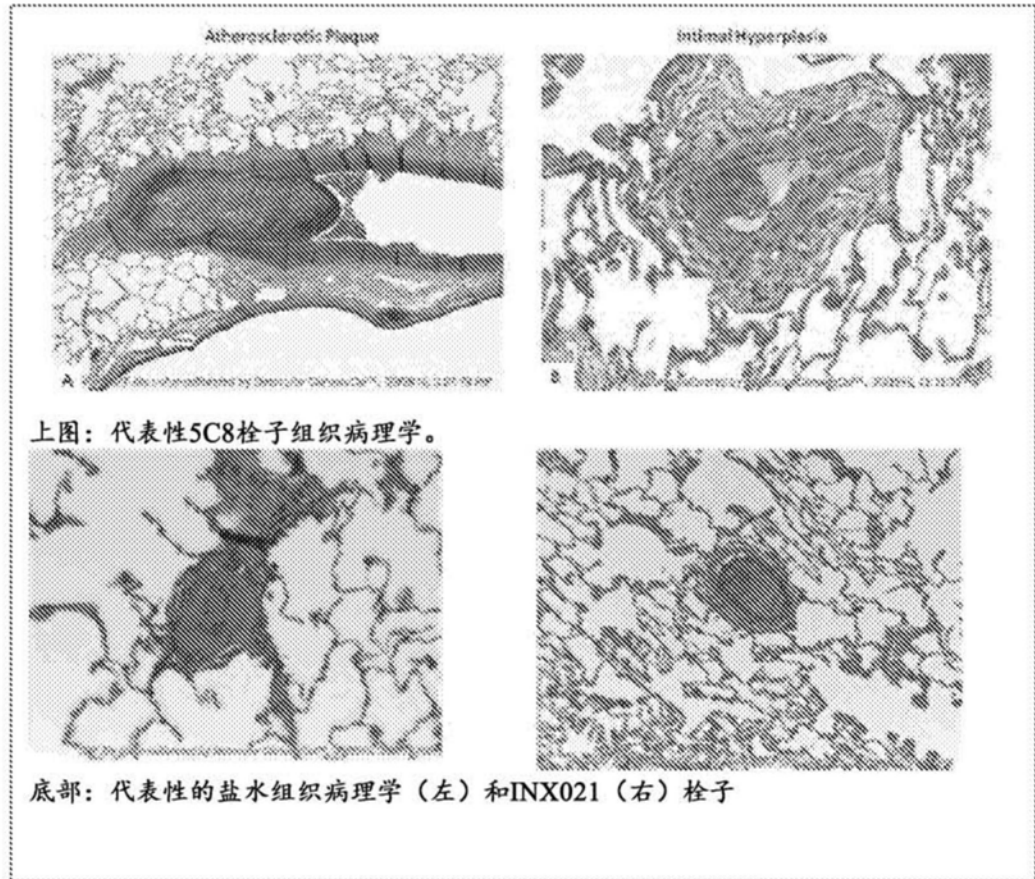 Atherosclerotic Plaque
Intimal Hyperplasia
A
B
上图：代表性5C8栓子组织病理学。
底部：代表性的盐水组织病理学（左）和INX021（右）栓子